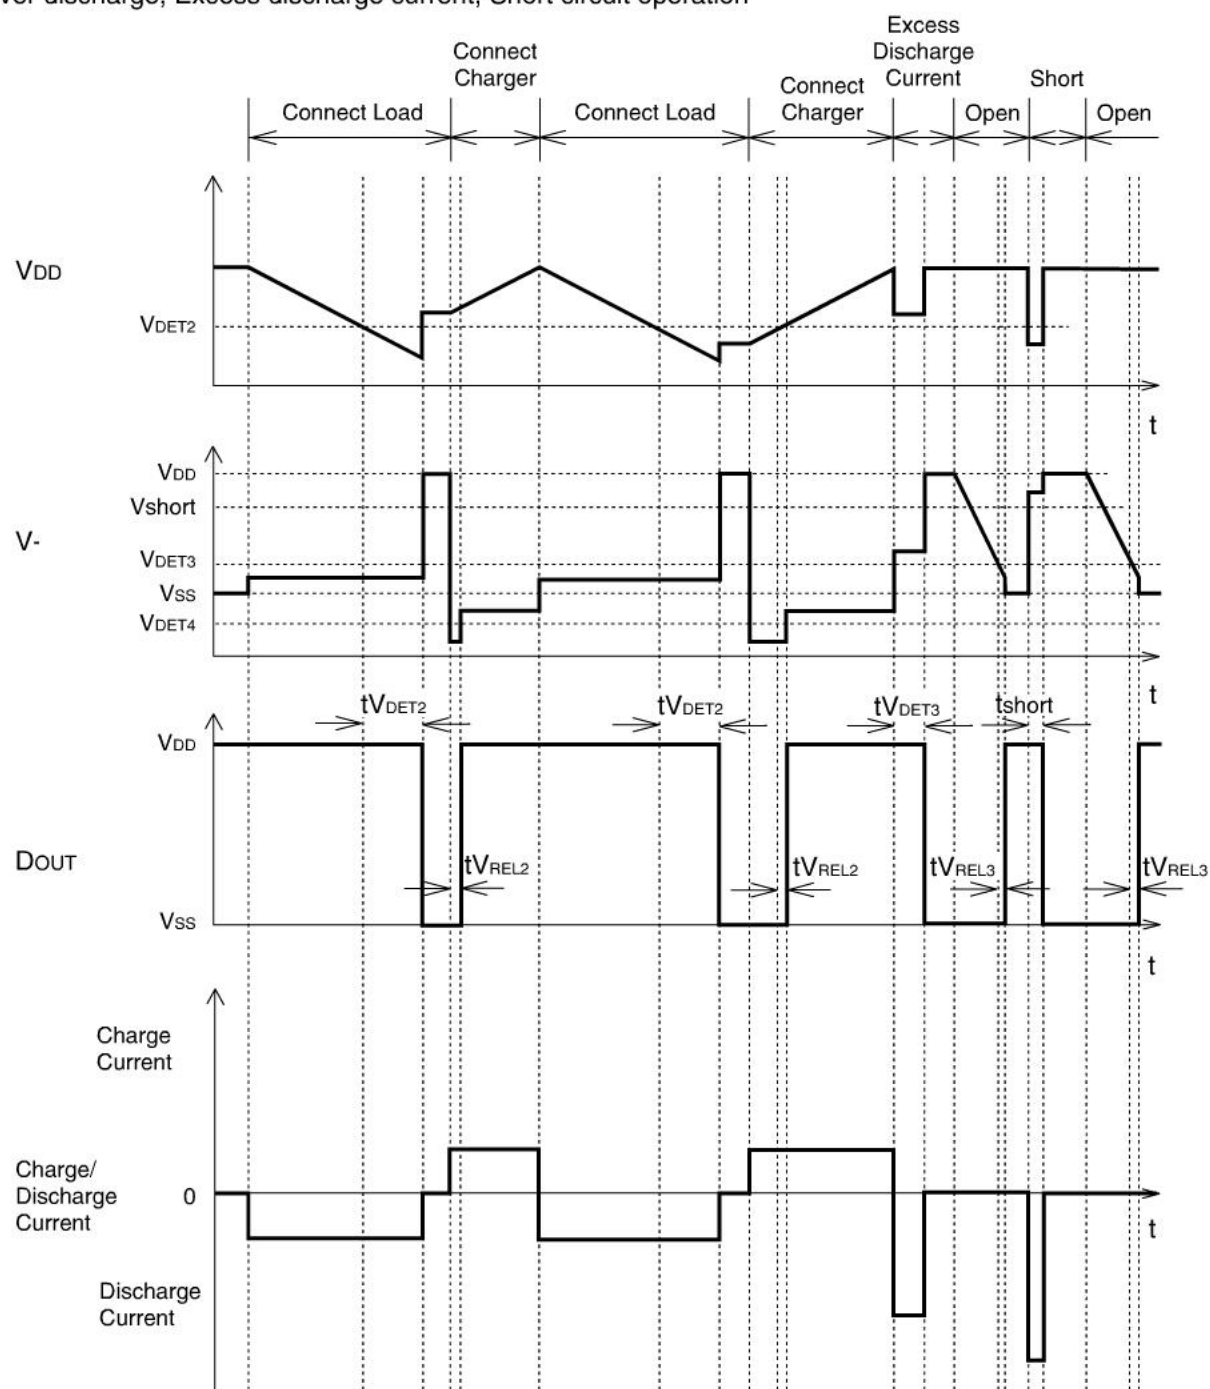 ver-discharge, Excess discharge current, Short circuit operation
Excess
Discharge
Current
Connect
Charger
Connect
Charger
Short
Connect Load
Connect Load
Open
Open
VDD
VDET2
t
VDD
Vshort
V-
VDET3
VSS
VDET4
t
tVDET2
tVDET2
tVDET3
tshort
VDD
DOUT
tVREL2
tVREL2
tVREL3
tVREL3
VSS
t
Charge
Current
Charge/
Discharge
Current
0
t
Discharge
Current